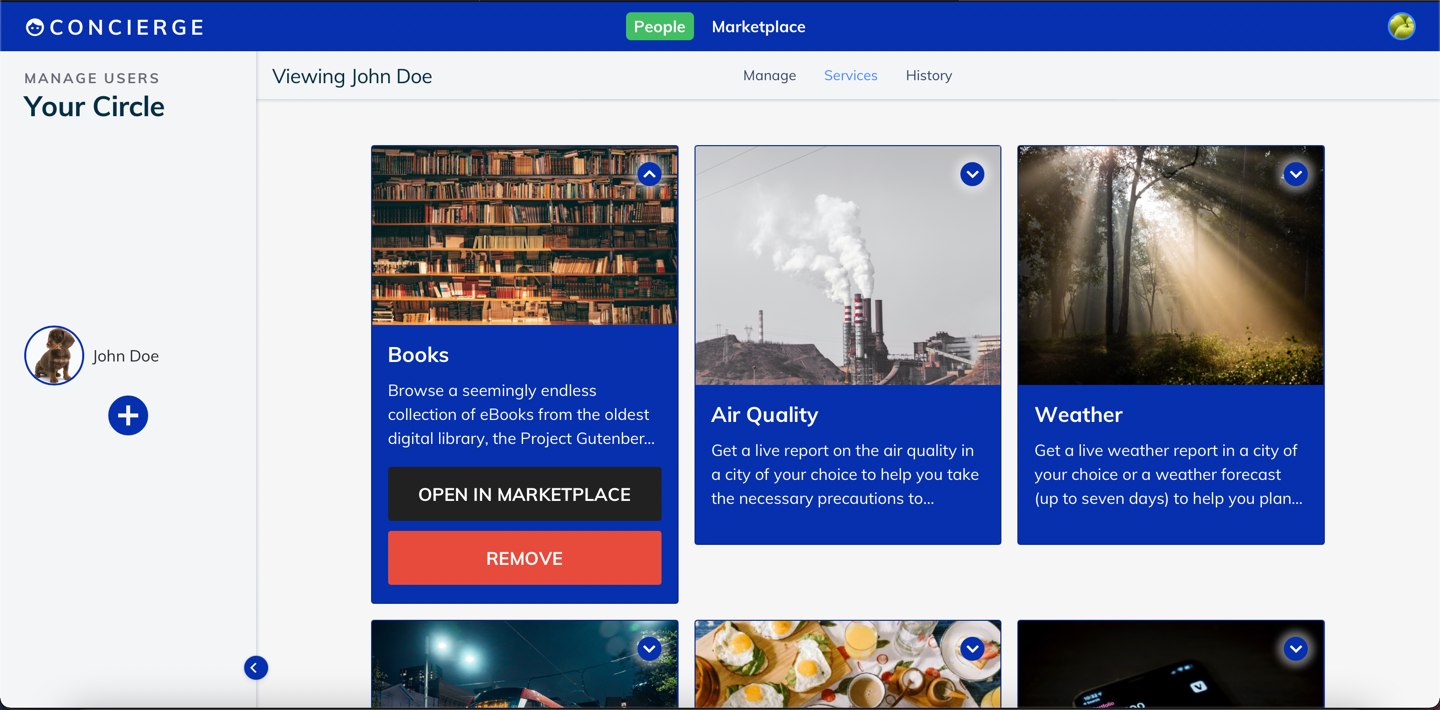 CONCIERGE
People
Marketplace
MANAGE USERS
Your Circle
Viewing John Doe
Manage
Services
History
John Doe
Books
Browse a seemingly endless
collection of eBooks from the oldest
digital library, the Project Gutenber...
OPEN IN MARKETPLACE
REMOVE
Air Quality
Get a live report on the air quality in
a city of your choice to help you take
the necessary precautions to...
Weather
Get a live weather report in a city of
your choice or a weather forecast
(up to seven days) to help you plan...